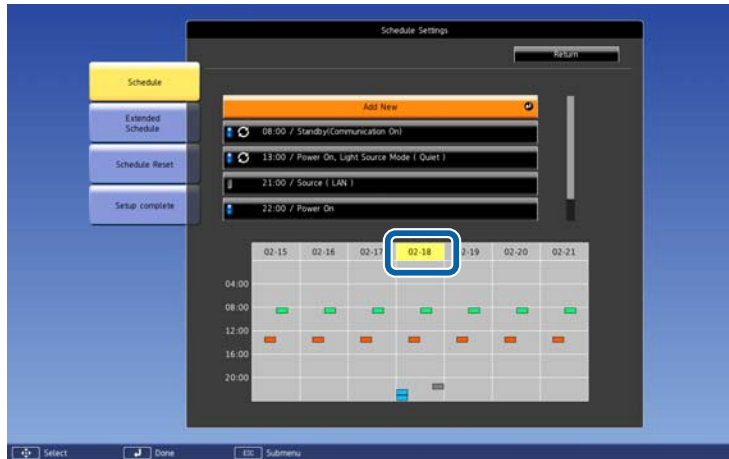 Schedule Settings
Return
Schedule
Extended
Schedule
Schedule Reset
Setup complete
Add New
08:00 / Standby(Communication On)
13:00 / Power On, Light Source Mode ( Quiet )
21:00 / Source ( LAN )
22:00 / Power On
02-15 02-16 02-17 02-18 2-19 02-20 02-21
04:00
08:00
12:00
16:00
20:00
Select Done ESC Submenu